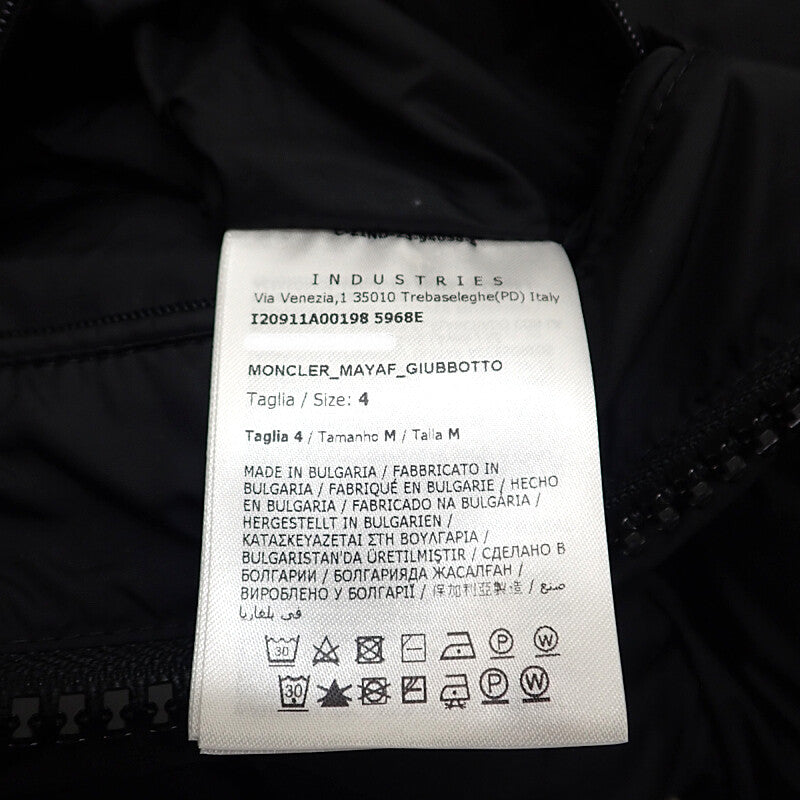 INDUSTRIES
Via Venezia,1 35010 Trebaseleghe(PD) Italy
I20911A00198 5968E
MONCLER_MAYAF_GIUBBOTTO
Taglia / Size: 4
Taglia 4 / Tamanho M / Talla M
MADE IN BULGARIA / FABBRICATO IN
BULGARIA / FABRIQUÉ EN BULGARIE / HECHO
EN BULGARIA / FABRICADO NA BULGÁRIA /
HERGESTELLT IN BULGARIEN /
ΚΑΤΑΣΚΕΥΑΖΕΤΑΙ ΣΤΗ ΒΟΥΛΓΑΡΙΑ /
BULGARISTAN'DA ÜRETILMIŞTIR / СДЕЛАНО В
БОЛГАРИИ / БОЛГАРИЯДА ЖАСАЛҒАН /
ВИРОБЛЕНО У БОЛГАРІЇ / 保加利亞製造 / صنع
في بلغاريا
30 P W
30 P W